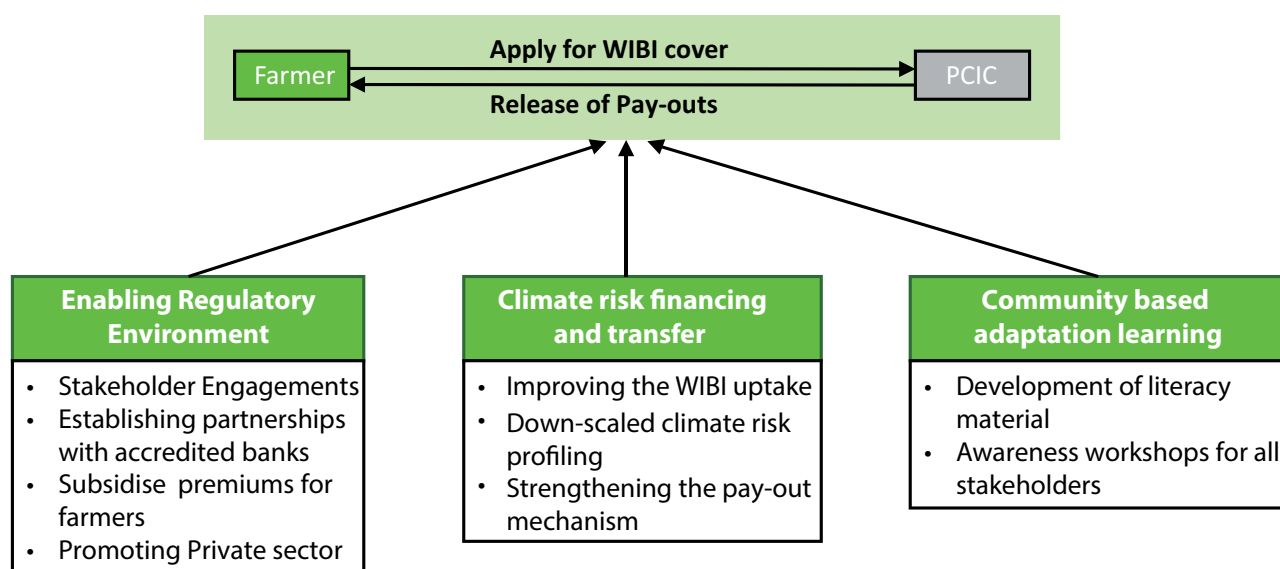 Apply for WIBI cover
Farmer
PCIC
Release of Pay-outs
Enabling Regulatory
Environment
• Stakeholder Engagements
• Establishing partnerships
with accredited banks
• Subsidise premiums for
farmers
• Promoting Private sector
Climate risk financing
and transfer
• Improving the WIBI uptake
• Down-scaled climate risk
profiling
• Strengthening the pay-out
mechanism
Community based
adaptation learning
• Development of literacy
material
• Awareness workshops for all
stakeholders